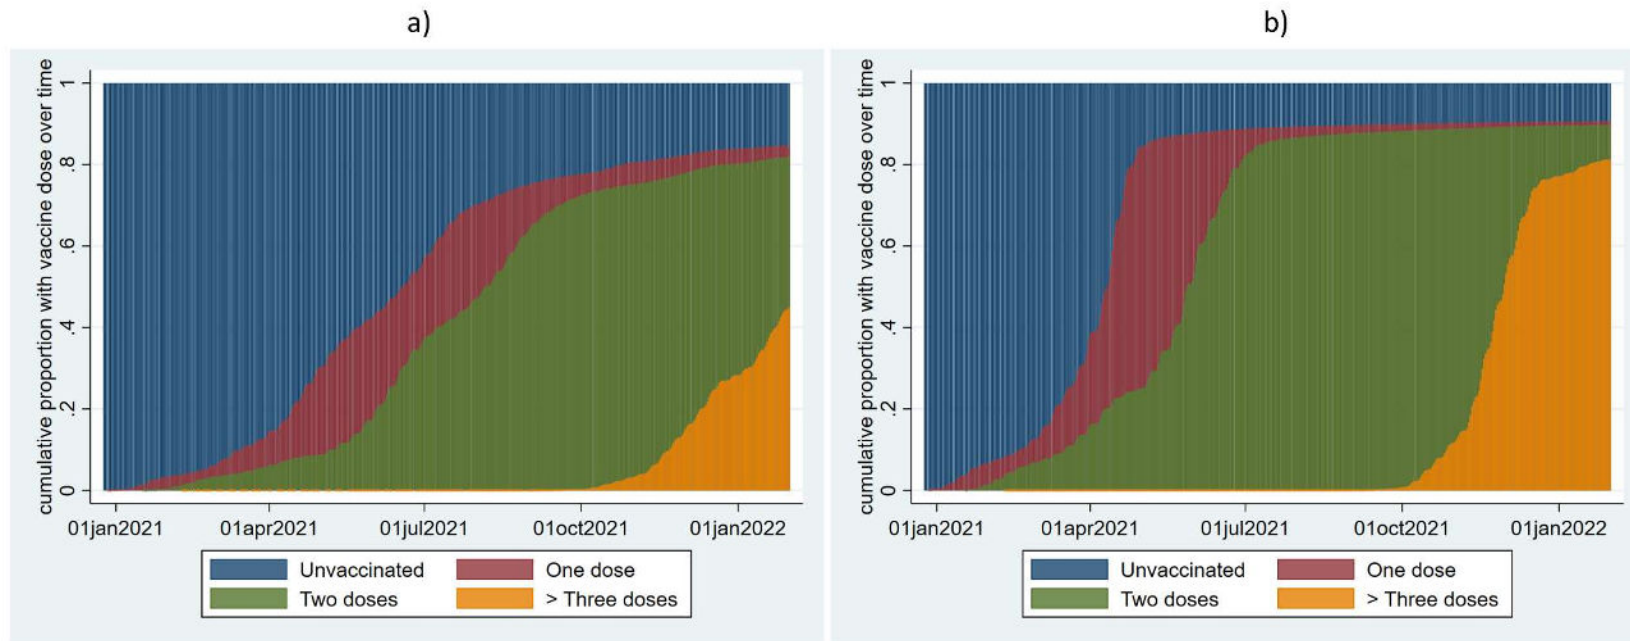 a)
cumulative proportion with vaccine dose over time
1
.8
.6
.4
.2
0
01jan2021 01apr2021 01jul2021 01oct2021 01jan2022
Unvaccinated One dose
Two doses > Three doses
b)
cumulative proportion with vaccine dose over time
1
.8
.6
.4
.2
0
01jan2021 01apr2021 01jul2021 01oct2021 01jan2022
Unvaccinated One dose
Two doses > Three doses